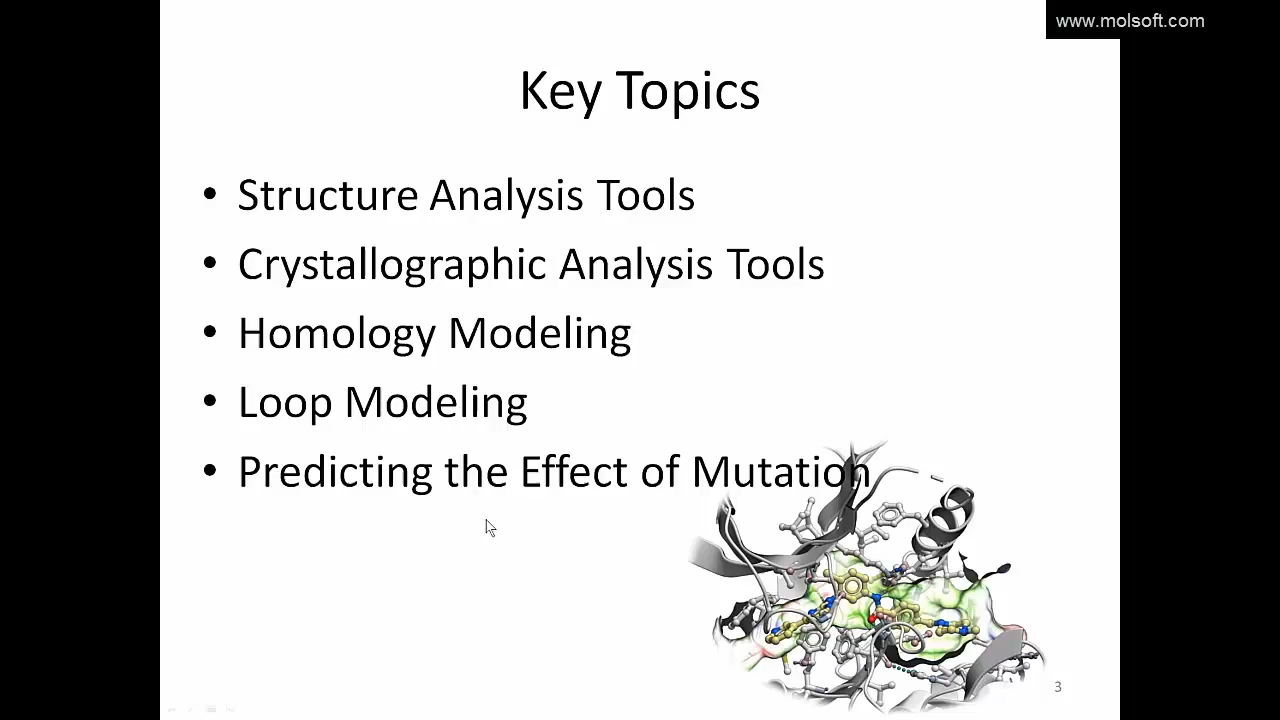 www.molsoft.com
Key Topics
• Structure Analysis Tools
• Crystallographic Analysis Tools
• Homology Modeling
• Loop Modeling
• Predicting the Effect of Mutation
3